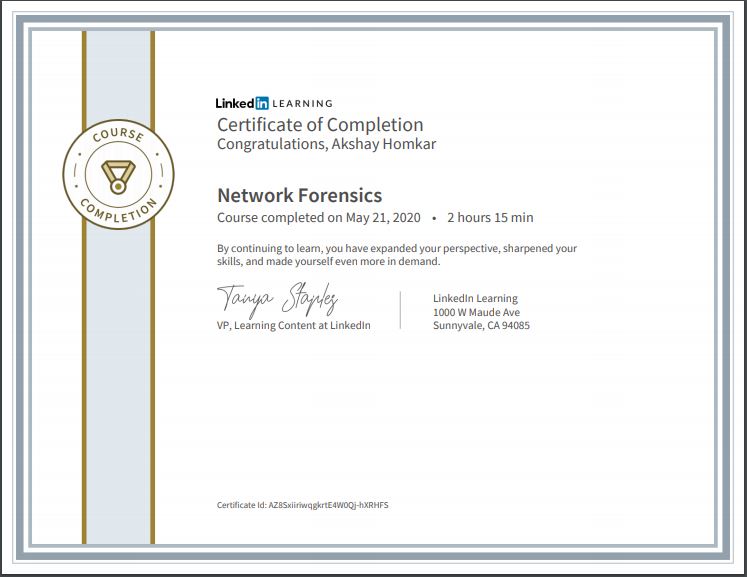 COURSE
COMPLETION
Linked in LEARNING
Certificate of Completion
Congratulations, Akshay Homkar
Network Forensics
Course completed on May 21, 2020 • 2 hours 15 min
By continuing to learn, you have expanded your perspective, sharpened your
skills, and made yourself even more in demand.
Tanya Staples
VP, Learning Content at LinkedIn
LinkedIn Learning
1000 W Maude Ave
Sunnyvale, CA 94085
Certificate Id: AZ8SxiiriwqgkrtE4W0Qj-hXRHFS